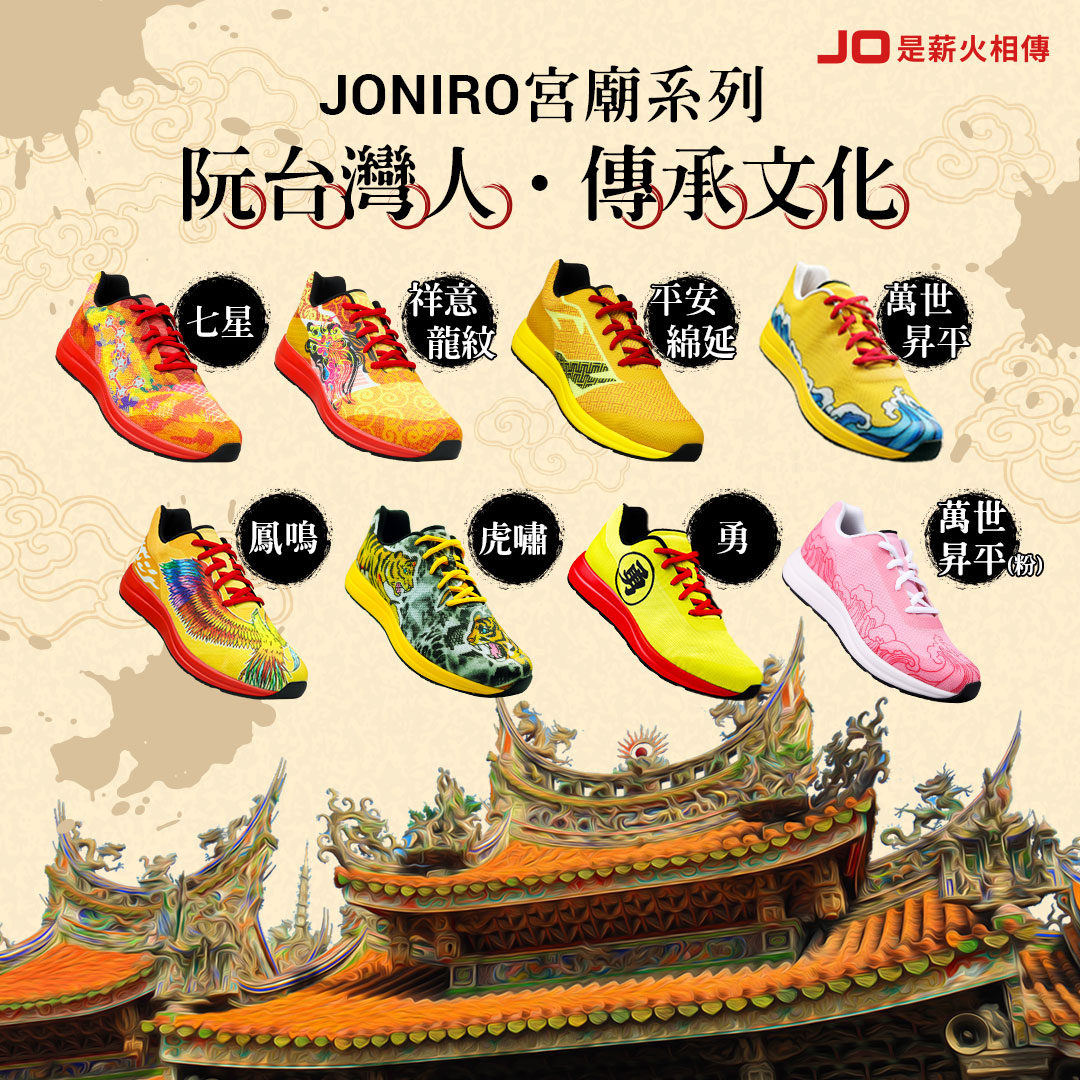 JO是薪火相傳
JONIRO宮廟系列
阮台灣人・傳承文化
七星
祥意
龍紋
平安
綿延
萬世
昇平
鳳鳴
虎嘯
勇
勇
萬世
昇平(粉)